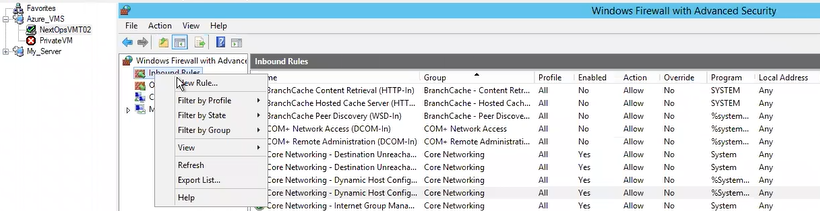 Favorites
Azure_VMS
NextOpsVMT02
PrivateVM
My_Server
Windows Firewall with Advanced Security
File Action View Help
Windows Firewall with Advance
Inbound Rules
New Rule...
Filter by Profile
Filter by State
Filter by Group
View
Refresh
Export List...
Help
Inbound Rules
Group Profile Enabled Action Override Program Local Address
BranchCache Content Retrieval (HTTP-In) BranchCache - Content Retr... All No Allow No SYSTEM Any
BranchCache Hosted Cache Server (HTT... BranchCache - Hosted Cach... All No Allow No SYSTEM Any
BranchCache Peer Discovery (WSD-In) BranchCache - Peer Discove... All No Allow No %system... Any
COM+ Network Access (DCOM-In) COM+ Network Access All No Allow No %system... Any
COM+ Remote Administration (DCOM-In) COM+ Remote Administrati... All No Allow No %system... Any
Core Networking - Destination Unreacha... Core Networking All Yes Allow No System Any
Core Networking - Destination Unreacha... Core Networking All Yes Allow No System Any
Core Networking - Dynamic Host Config... Core Networking All Yes Allow No %System... Any
Core Networking - Dynamic Host Config... Core Networking All Yes Allow No %System... Any
Core Networking - Internet Group Mana... Core Networking All Yes Allow No System Any